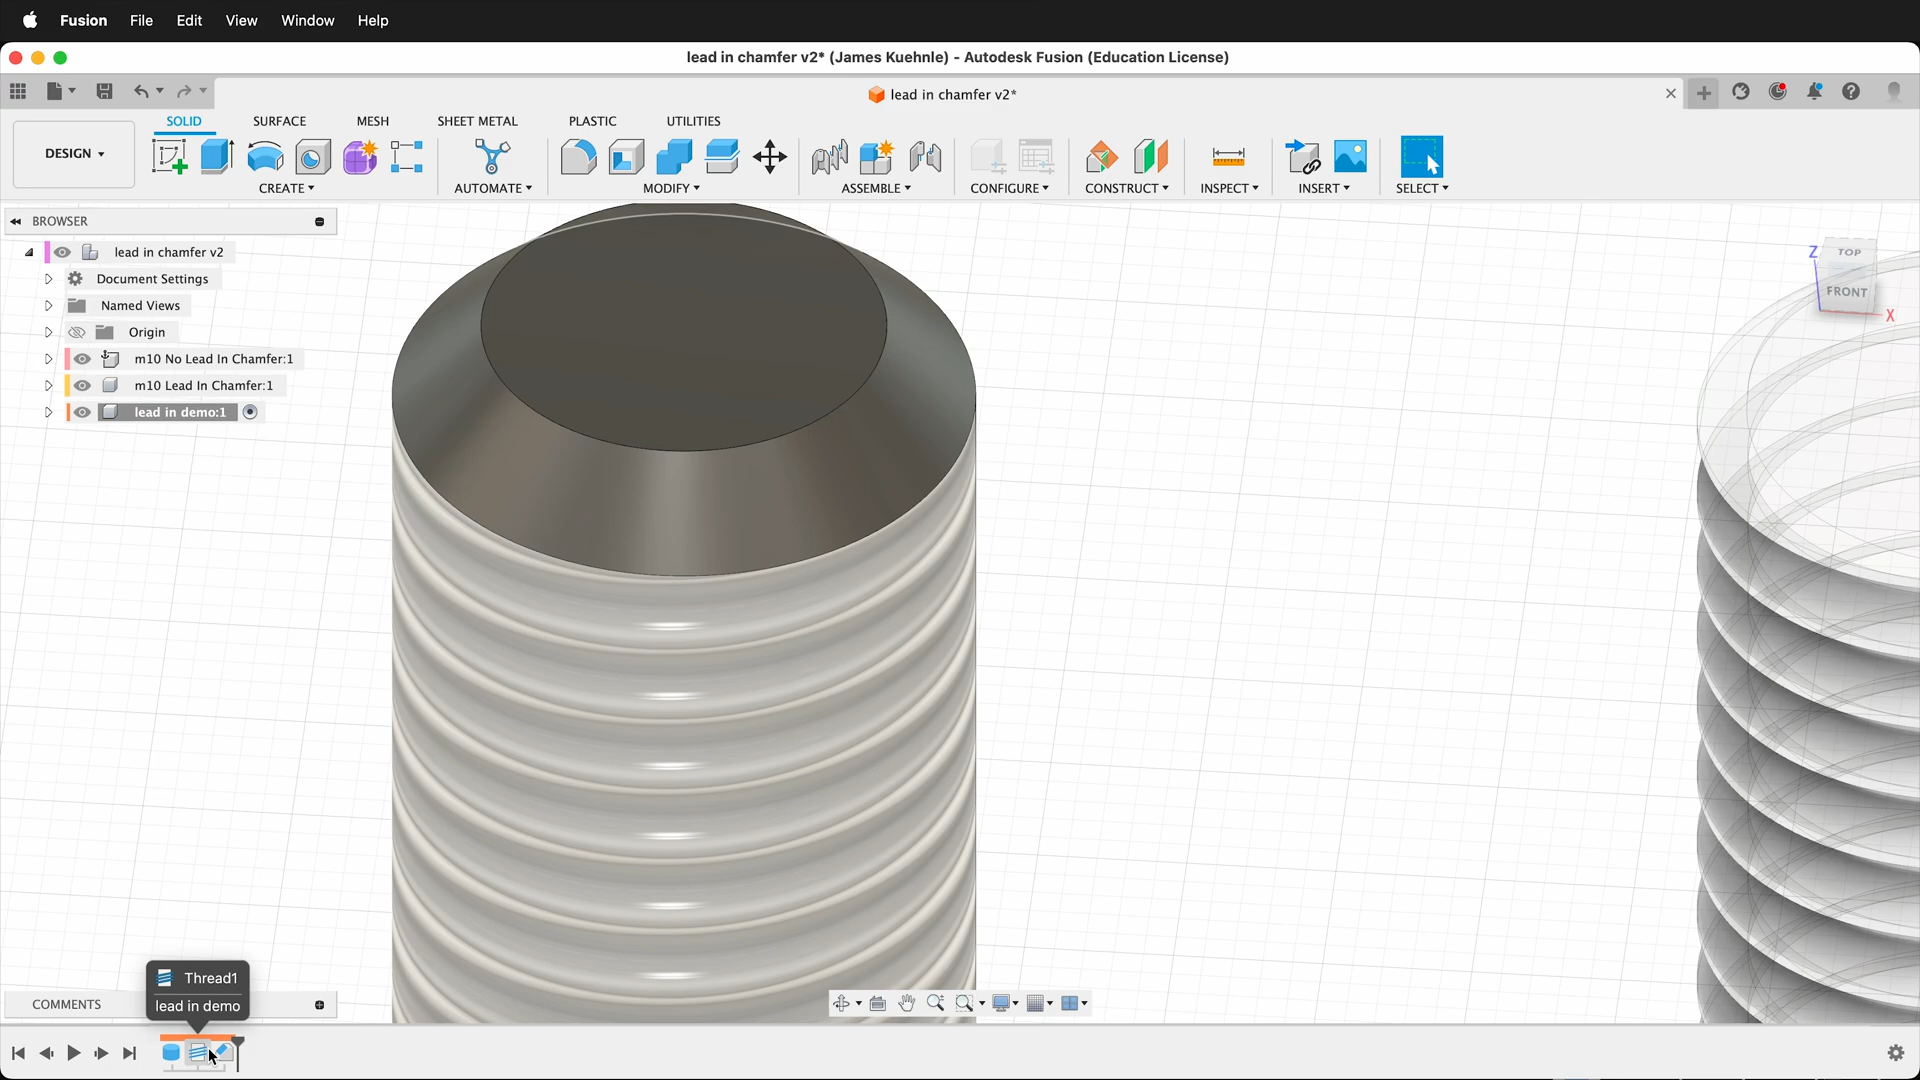 Fusion File Edit View Window Help
lead in chamfer v2* (James Kuehnle) - Autodesk Fusion (Education License)
lead in chamfer v2*
SOLID SURFACE MESH SHEET METAL PLASTIC UTILITIES
DESIGN
CREATE AUTOMATE MODIFY ASSEMBLE CONFIGURE CONSTRUCT INSPECT INSERT SELECT
BROWSER
lead in chamfer v2
Document Settings
Named Views
Origin
m10 No Lead In Chamfer:1
m10 Lead In Chamfer:1
lead in demo:1
Z
TOP
FRONT
X
Thread1
lead in demo
COMMENTS